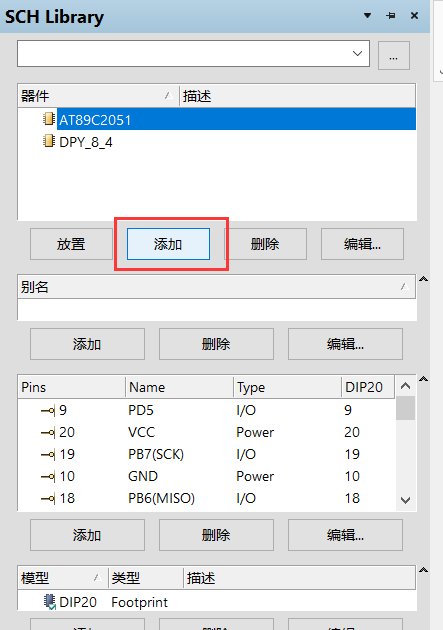 SCH Library
...
器件 描述
AT89C2051
DPY_8_4
放置 添加 删除 编辑...
别名
添加 删除 编辑...
Pins Name Type DIP20
9 PD5 I/O 9
20 VCC Power 20
19 PB7(SCK) I/O 19
10 GND Power 10
18 PB6(MISO) I/O 18
添加 删除 编辑...
模型 类型 描述
DIP20 Footprint